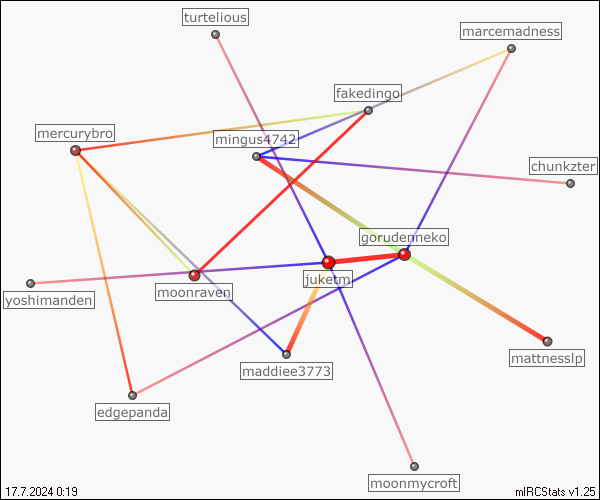 turtelious
marcemadness
fakedingo
mercurybro
mingus4742
chunkzter
gorudenneko
juketm
moonraven
yoshimanden
mattnesslp
maddiee3773
edgepanda
moonmycroft
17.7.2024 0:19
mIRCStats v1.25